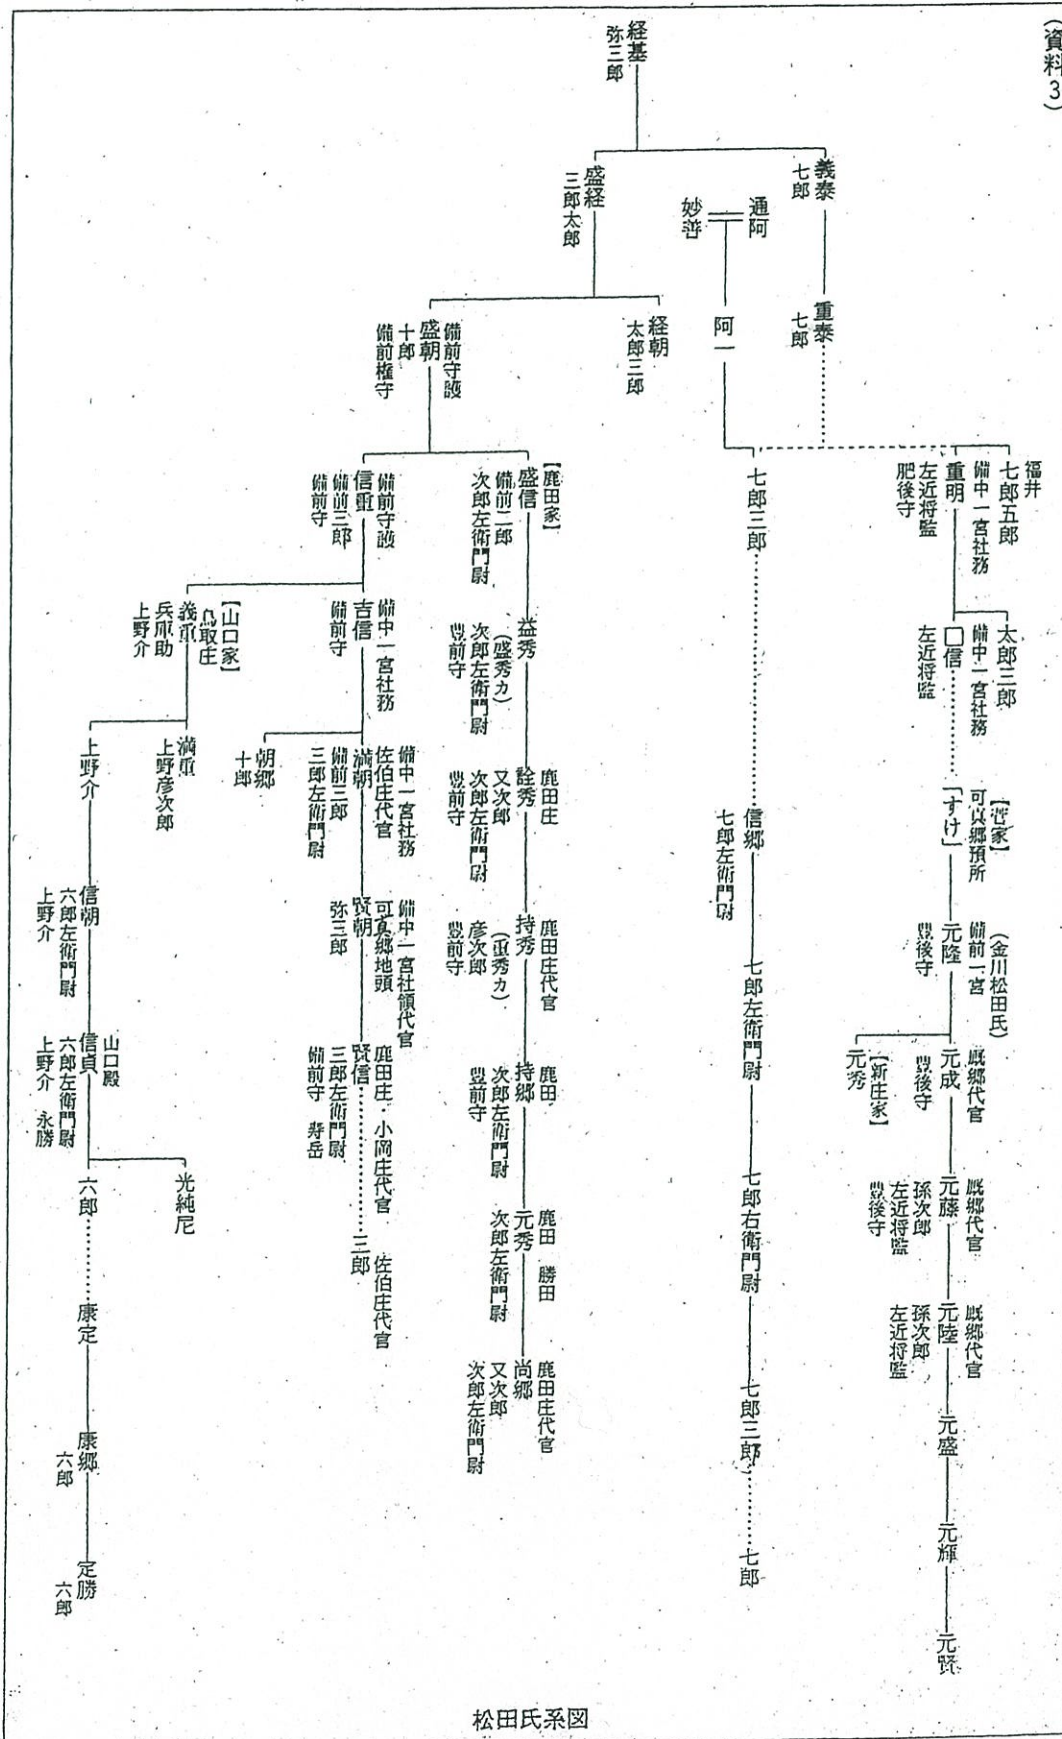 (資料3)
経基
弥三郎
義泰
七郎
盛経
三郎太郎
通阿
妙善
重泰
七郎
阿一
経朝
太郎三郎
備前守護
盛朝
十郎
備前権守
福井
七郎五郎
備中一宮社務
重明
左近将監
肥後守
七郎三郎
【鹿田家】
盛信
備前二郎
次郎左衛門尉
備前守護
信重
備前三郎
備前守
太郎三郎
備中一宮社務
□信
左近将監
益秀
(盛秀カ)
次郎左衛門尉
豊前守
備中一宮社務
吉信
備前守
【山口家】
鳥取庄
義重
兵庫助
上野介
【菅家】
可真郷預所
「すけ」
信郷
七郎左衛門尉
鹿田庄
詮秀
又次郎
次郎左衛門尉
豊前守
備中一宮社務
佐伯庄代官
満朝
備前三郎
三郎左衛門尉
朝郷
十郎
満重
上野彦次郎
上野介
(金川松田氏)
備前一宮
元隆
豊後守
七郎左衛門尉
鹿田庄代官
持秀
(重秀カ)
彦次郎
豊前守
備中一宮社領代官
可真郷地頭
賢朝
弥三郎
信朝
六郎左衛門尉
上野介
厩郷代官
元成
豊後守
【新庄家】
元秀
鹿田
持郷
次郎左衛門尉
豊前守
鹿田庄・小岡庄代官
賢信
三郎左衛門尉
備前守 寿岳
山口殿
信貞
六郎左衛門尉
上野介 永勝
厩郷代官
元藤
孫次郎
左近将監
豊後守
七郎右衛門尉
鹿田 勝田
元秀
次郎左衛門尉
佐伯庄代官
三郎
光純尼
六郎
厩郷代官
元陸
孫次郎
左近将監
七郎三郎
鹿田庄代官
尚郷
又次郎
次郎左衛門尉
康定
元盛
康郷
六郎
元輝
七郎
定勝
六郎
元賢
松田氏系図